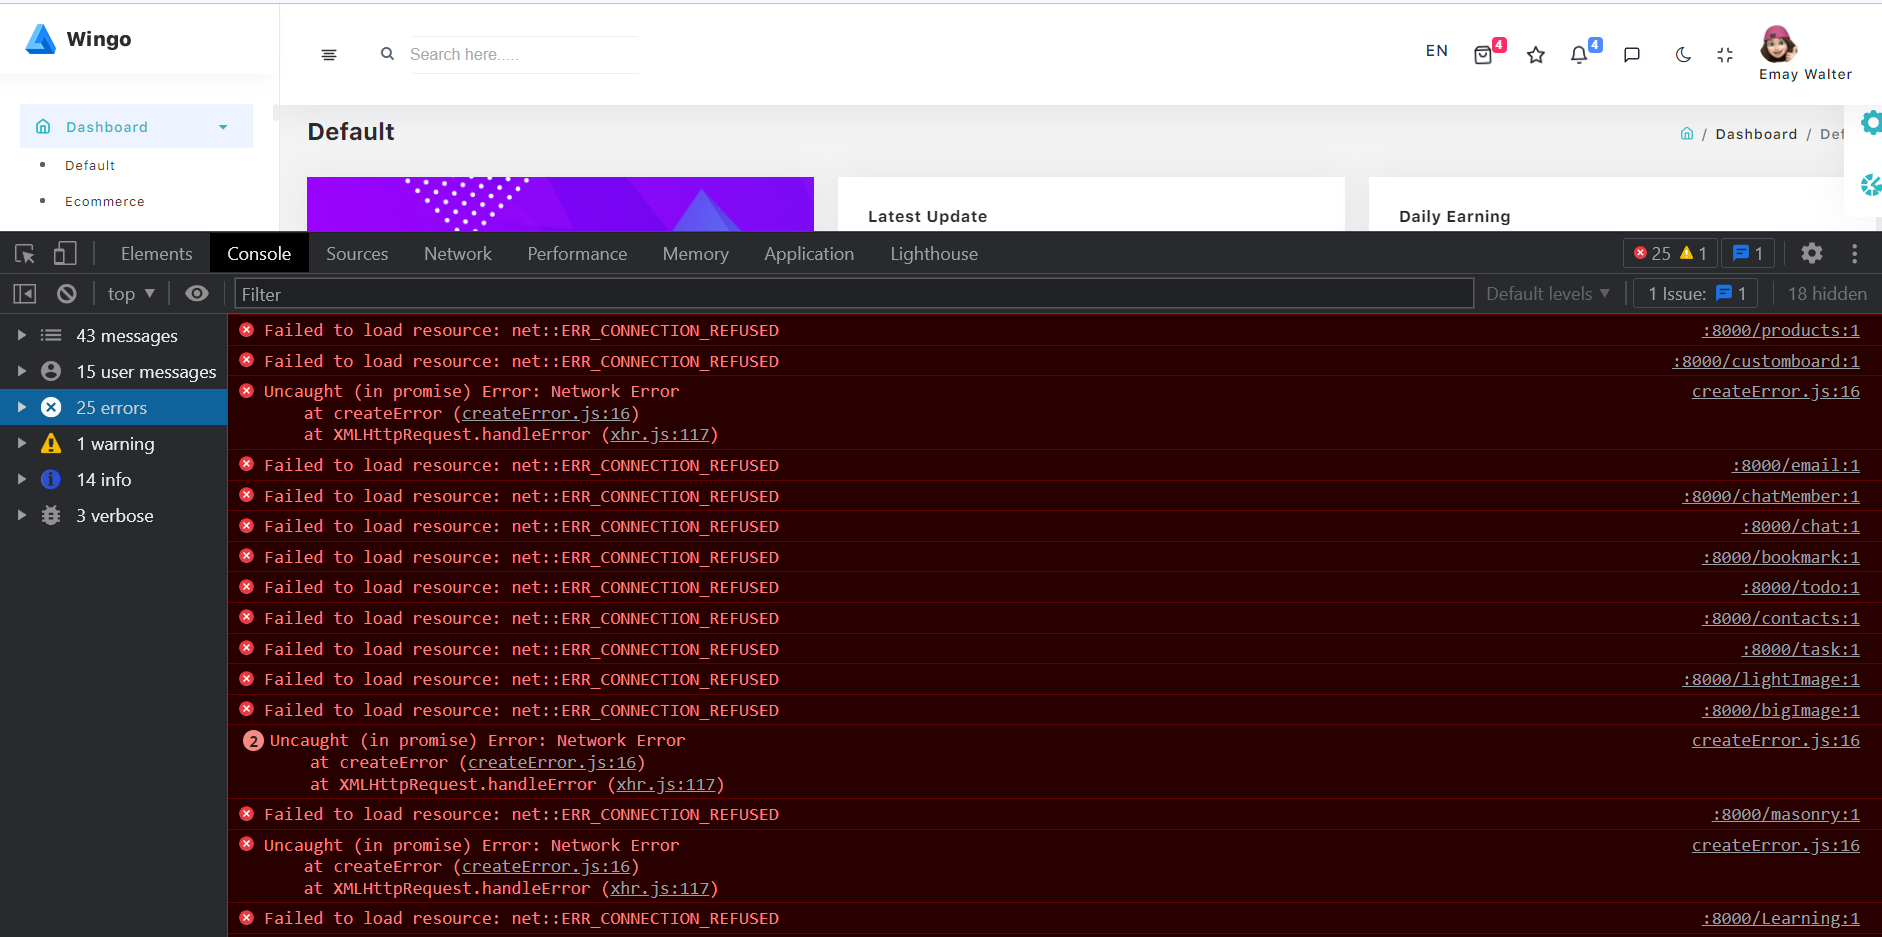 Wingo
Search here.....
EN
4
4
Emay Walter
Dashboard
Default
Ecommerce
Default
/ Dashboard / Def
Latest Update
Daily Earning
Elements Console Sources Network Performance Memory Application Lighthouse 25 1 1
top Filter Default levels 1 Issue: 1 18 hidden
43 messages
15 user messages
25 errors
1 warning
14 info
3 verbose
Failed to load resource: net::ERR_CONNECTION_REFUSED :8000/products:1
Failed to load resource: net::ERR_CONNECTION_REFUSED :8000/customboard:1
Uncaught (in promise) Error: Network Error createError.js:16
at createError (createError.js:16)
at XMLHttpRequest.handleError (xhr.js:117)
Failed to load resource: net::ERR_CONNECTION_REFUSED :8000/email:1
Failed to load resource: net::ERR_CONNECTION_REFUSED :8000/chatMember:1
Failed to load resource: net::ERR_CONNECTION_REFUSED :8000/chat:1
Failed to load resource: net::ERR_CONNECTION_REFUSED :8000/bookmark:1
Failed to load resource: net::ERR_CONNECTION_REFUSED :8000/todo:1
Failed to load resource: net::ERR_CONNECTION_REFUSED :8000/contacts:1
Failed to load resource: net::ERR_CONNECTION_REFUSED :8000/task:1
Failed to load resource: net::ERR_CONNECTION_REFUSED :8000/lightImage:1
Failed to load resource: net::ERR_CONNECTION_REFUSED :8000/bigImage:1
2 Uncaught (in promise) Error: Network Error createError.js:16
at createError (createError.js:16)
at XMLHttpRequest.handleError (xhr.js:117)
Failed to load resource: net::ERR_CONNECTION_REFUSED :8000/masonry:1
Uncaught (in promise) Error: Network Error createError.js:16
at createError (createError.js:16)
at XMLHttpRequest.handleError (xhr.js:117)
Failed to load resource: net::ERR_CONNECTION_REFUSED :8000/Learning:1